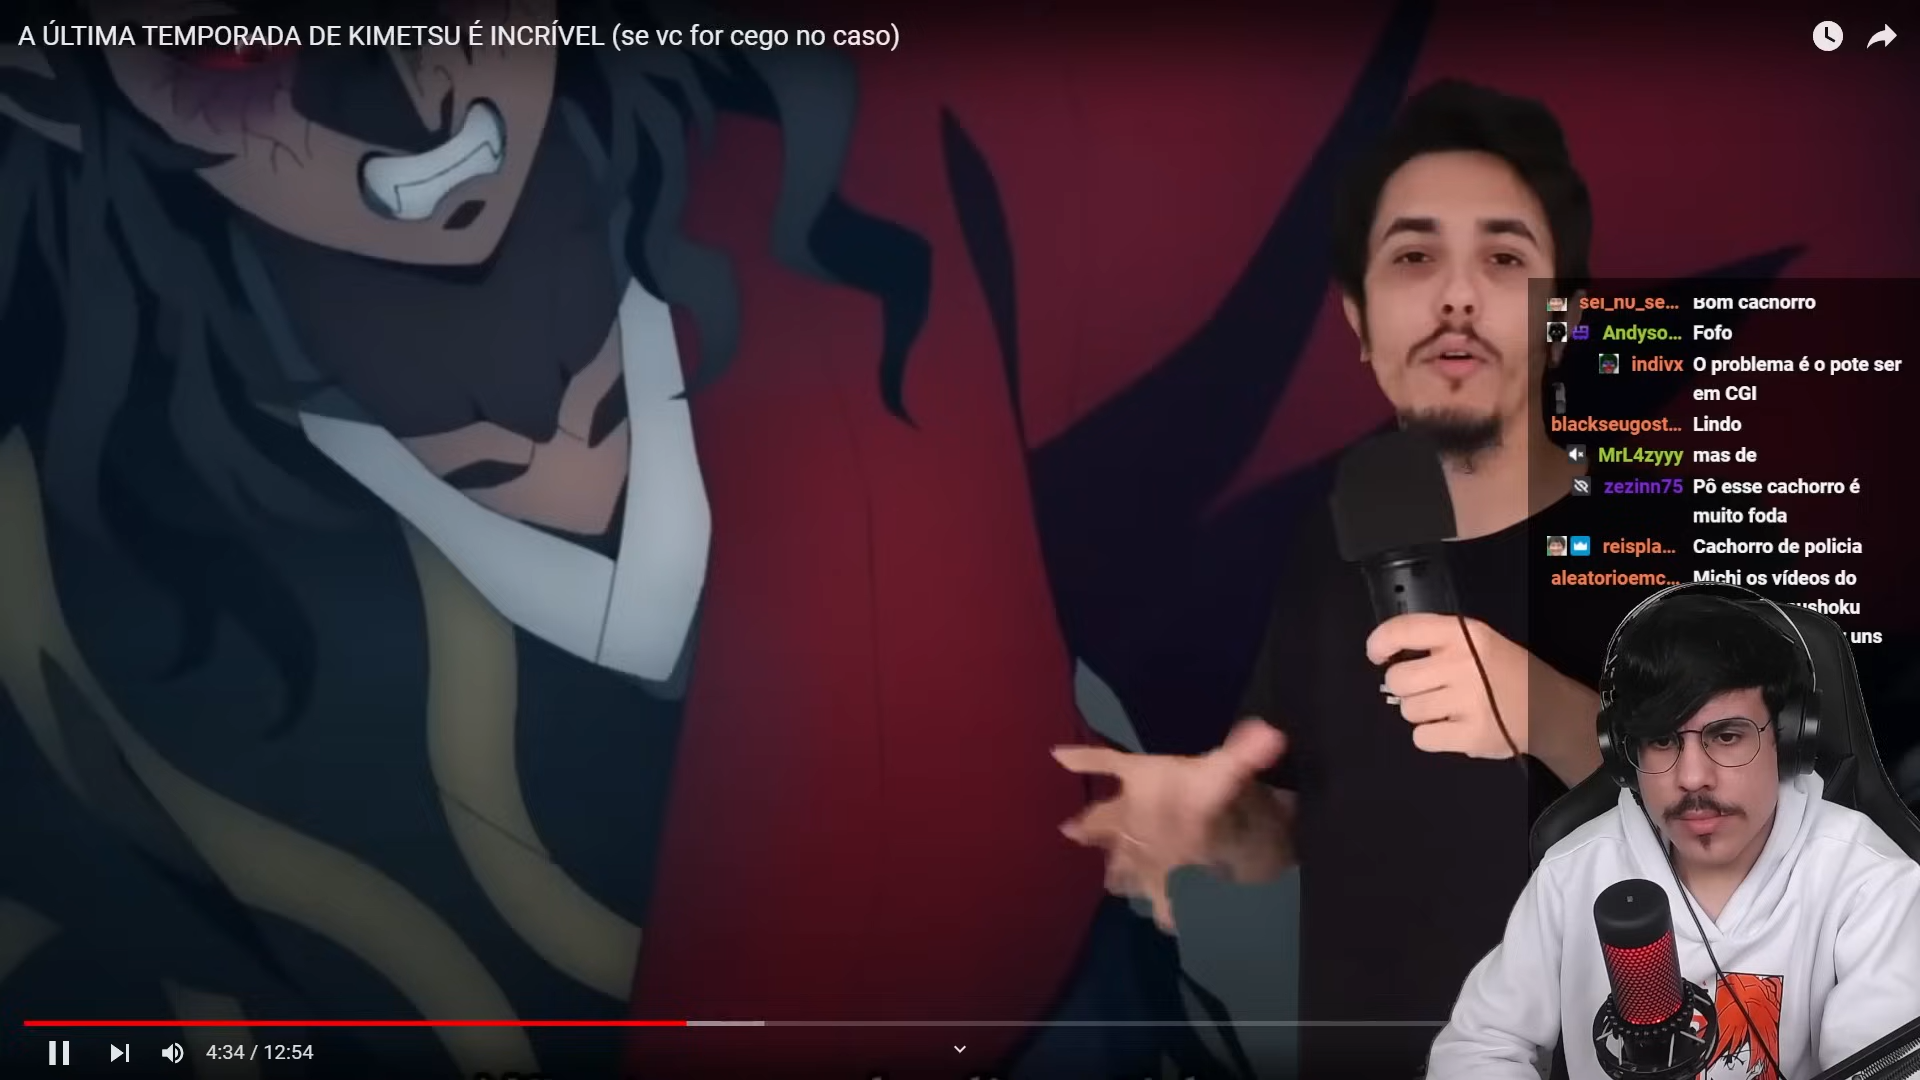 A ÚLTIMA TEMPORADA DE KIMETSU É INCRÍVEL (se vc for cego no caso)
sei_nu_se... Bom cachorro
Andyso... Fofo
indivx O problema é o pote ser
em CGI
blackseugost... Lindo
MrL4zyyy mas de
zezinn75 Pô esse cachorro é
muito foda
reispla... Cachorro de policia
aleatorioemc... Michi os vídeos do
uns
4:34 / 12:54